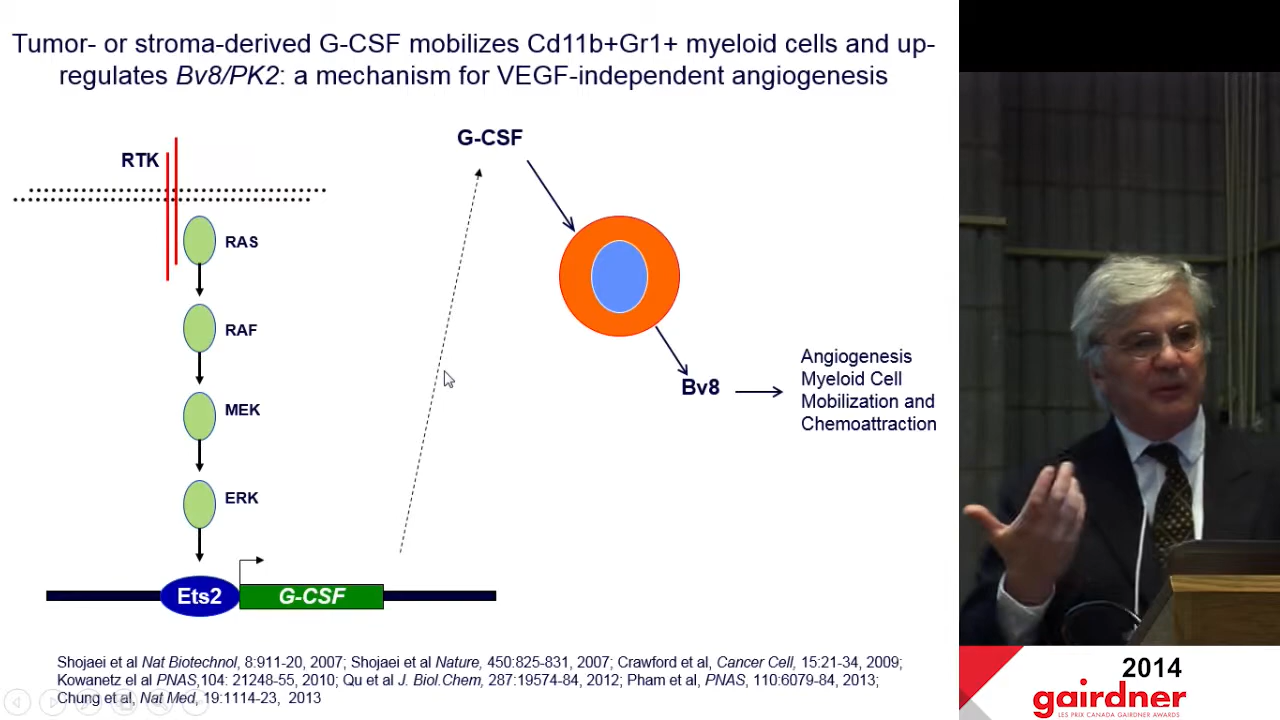 Tumor- or stroma-derived G-CSF mobilizes Cd11b+Gr1+ myeloid cells and up-
regulates Bv8/PK2: a mechanism for VEGF-independent angiogenesis
G-CSF
RTK
RAS
RAF
MEK
ERK
Ets2
G-CSF
Bv8
Angiogenesis
Myeloid Cell
Mobilization and
Chemoattraction
Shojaei et al Nat Biotechnol, 8:911-20, 2007; Shojaei et al Nature, 450:825-831, 2007; Crawford et al, Cancer Cell, 15:21-34, 2009;
Kowanetz el al PNAS,104: 21248-55, 2010; Qu et al J. Biol.Chem, 287:19574-84, 2012; Pham et al, PNAS, 110:6079-84, 2013;
Chung et al, Nat Med, 19:1114-23, 2013
2014
gairdner
LES PRIX CANADA GAIRDNER AWARDS